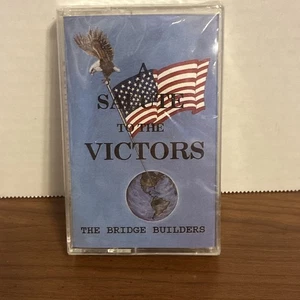 A
SALUTE
TO THE
VICTORS
THE BRIDGE BUILDERS